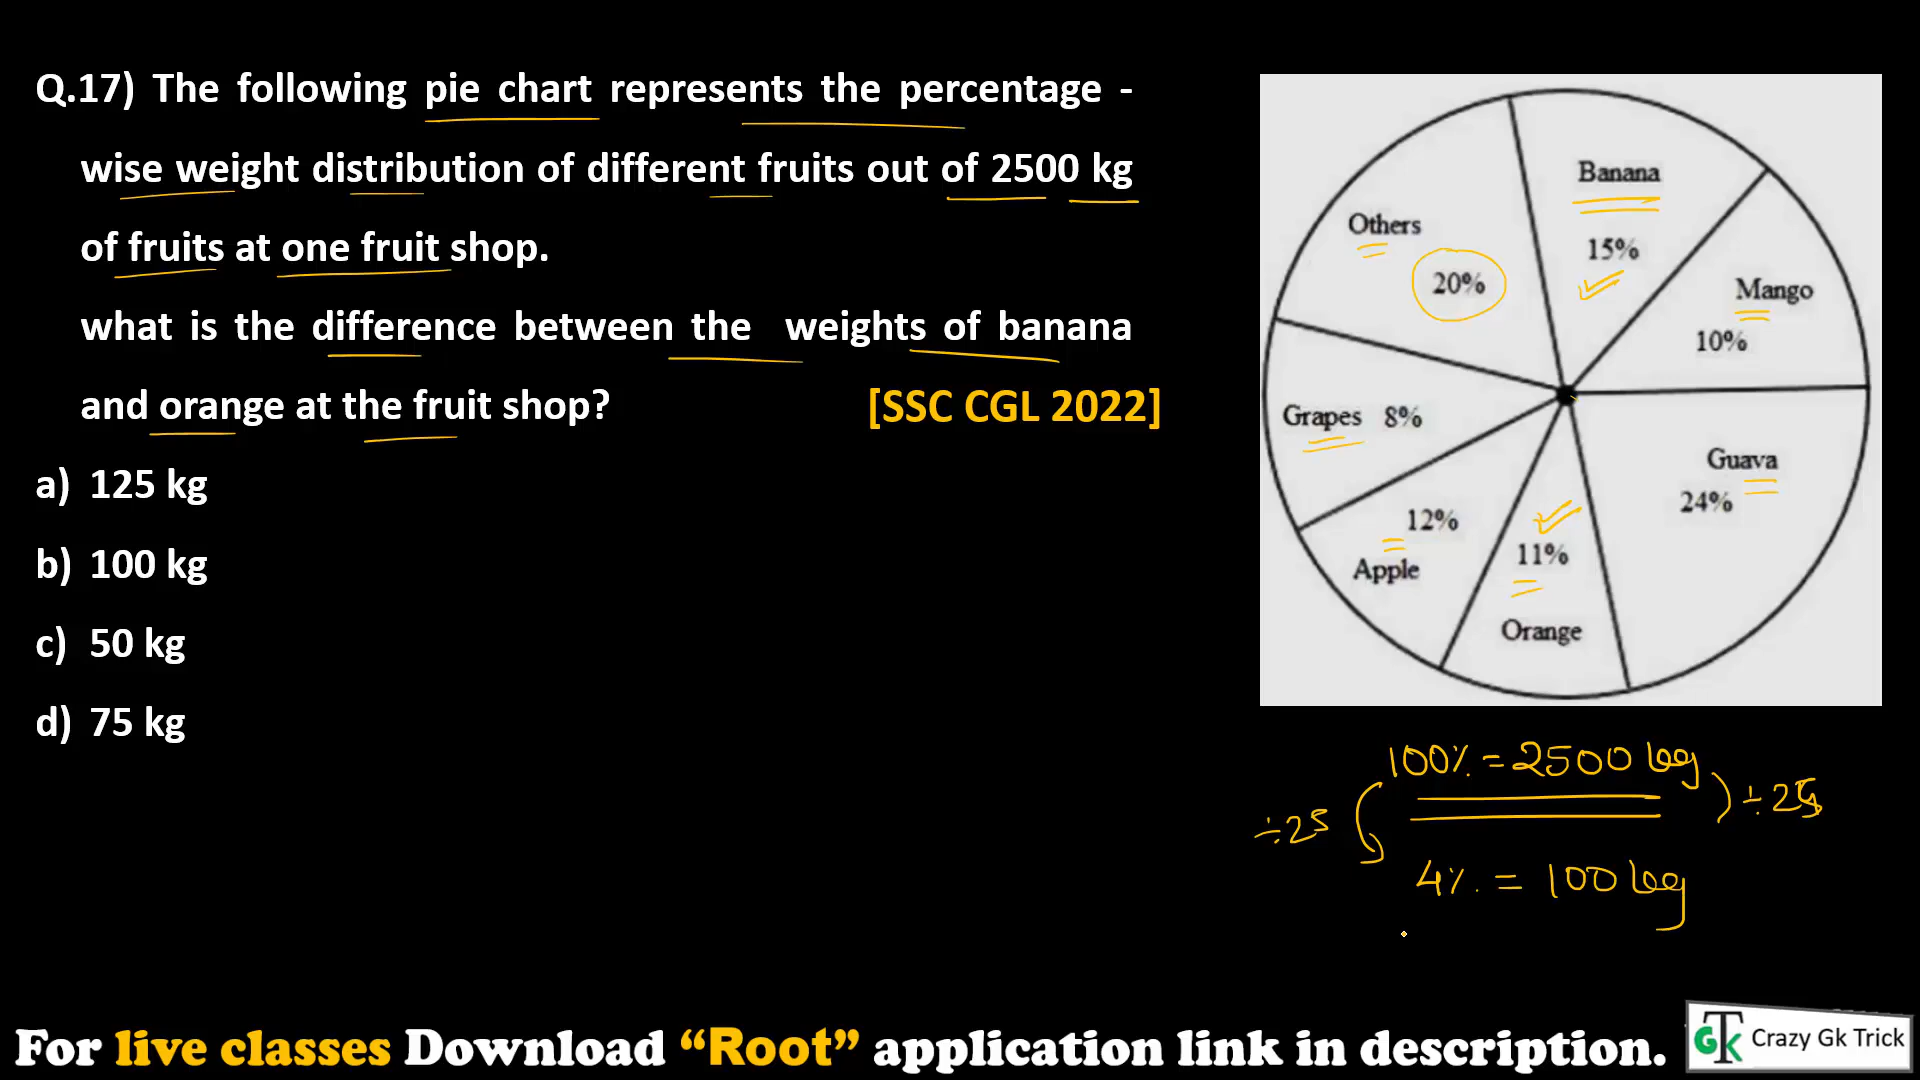 Q.17) The following pie chart represents the percentage -
wise weight distribution of different fruits out of 2500 kg
of fruits at one fruit shop.
what is the difference between the weights of banana
and orange at the fruit shop? [SSC CGL 2022]
a) 125 kg
b) 100 kg
c) 50 kg
d) 75 kg
Banana
15%
Others
20%
Mango
10%
Grapes 8%
Guava
24%
12%
Apple
11%
Orange
100% = 2500 kg
÷25 ÷25
4% = 100 kg
For live classes Download “Root” application link in description.
GTK Crazy Gk Trick